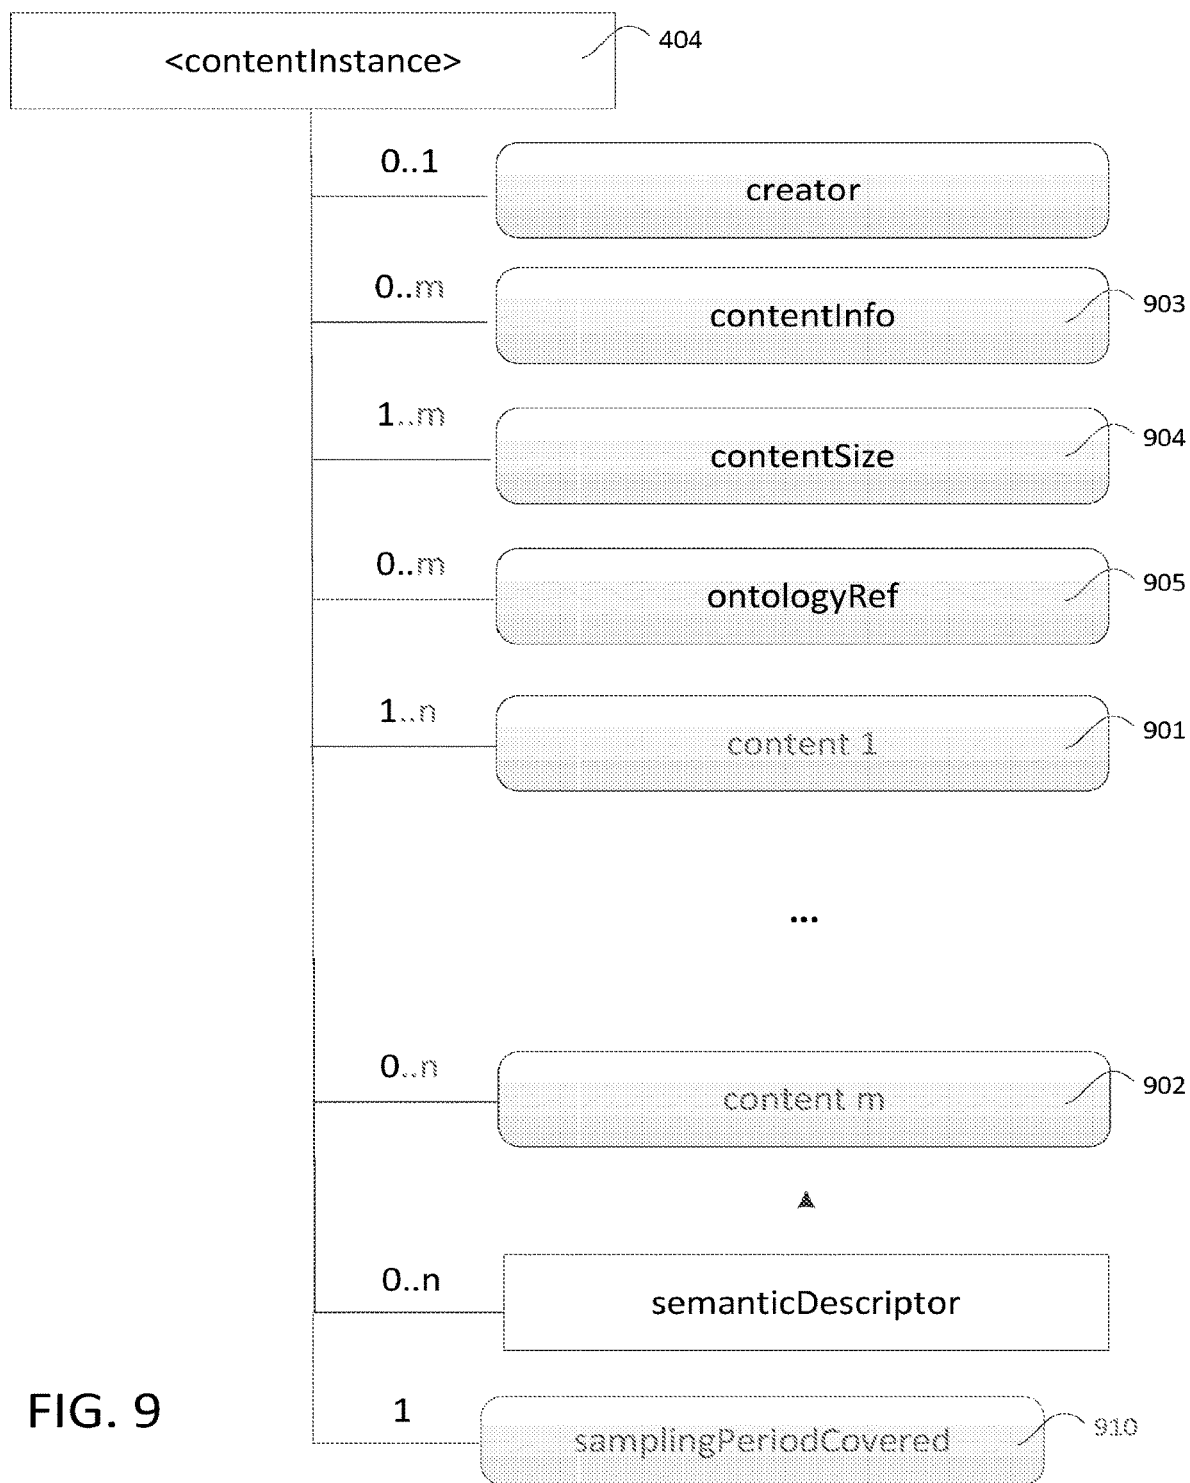 <contentInstance> 404
0..1 creator
0..m contentInfo 903
1..m contentSize 904
0..m ontologyRef 905
1..n content 1 901
...
0..n content m 902
0..n semanticDescriptor
1 samplingPeriodCovered 910
FIG. 9